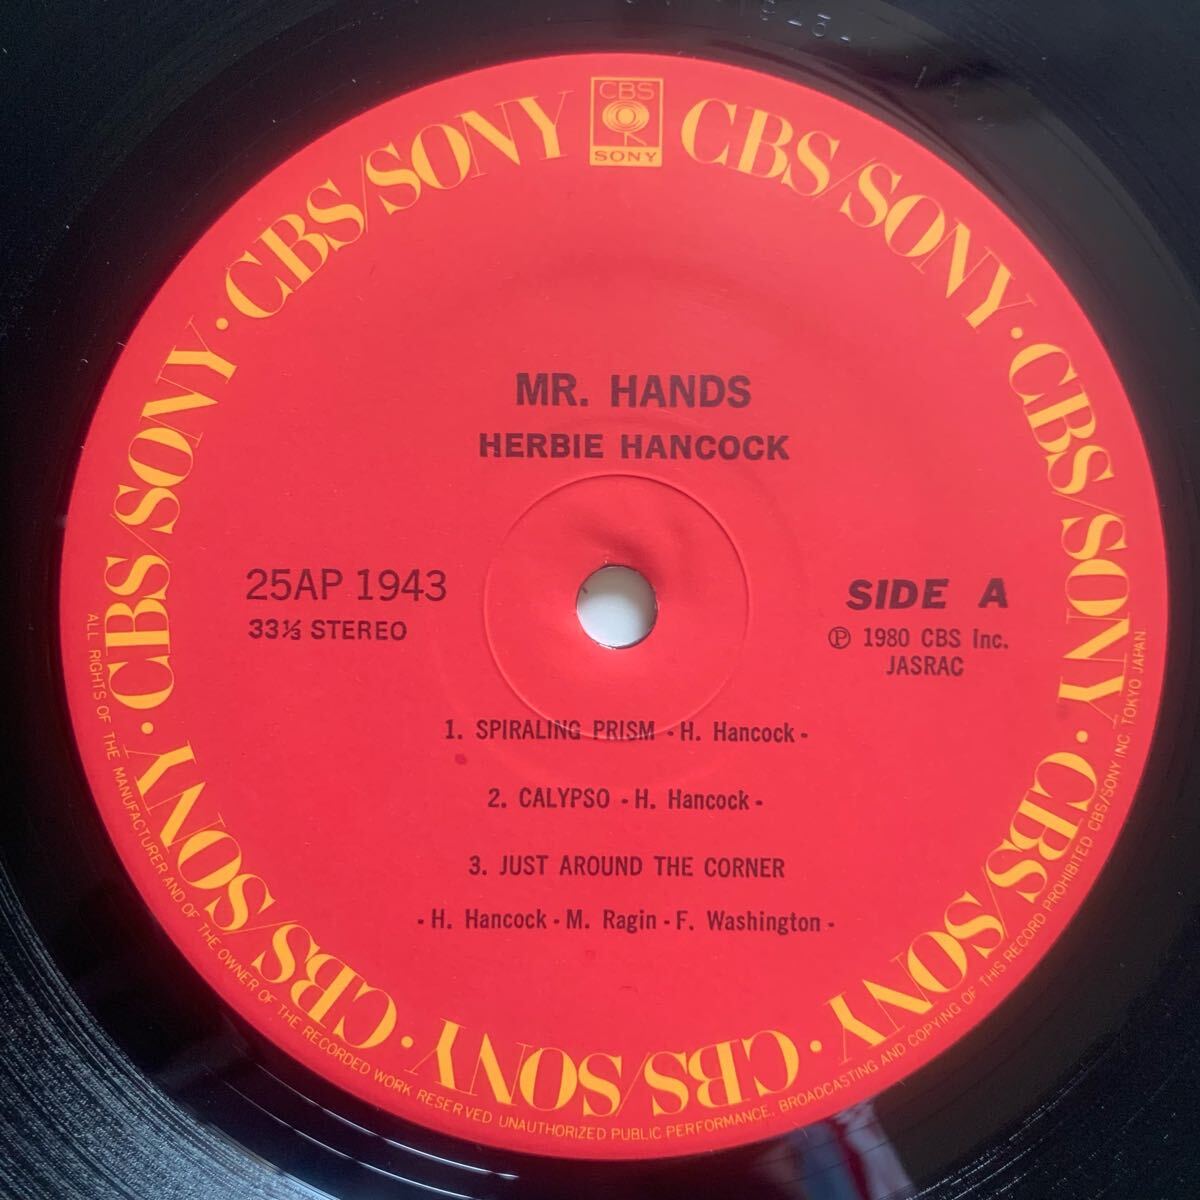 CBS
SONY
CBS/SONY · CBS/SONY · CBS/SONY · CBS/SONY · CBS/SONY · CBS/SONY · CBS/SONY · CBS/SONY
MR. HANDS
HERBIE HANCOCK
25AP 1943
33⅓ STEREO
SIDE A
Ⓟ 1980 CBS Inc.
JASRAC
1. SPIRALING PRISM - H. Hancock -
2. CALYPSO - H. Hancock -
3. JUST AROUND THE CORNER
- H. Hancock - M. Ragin - F. Washington -
ALL RIGHTS OF THE MANUFACTURER AND OF THE OWNER OF THE RECORDED WORK RESERVED UNAUTHORIZED PUBLIC PERFORMANCE, BROADCASTING AND COPYING OF THIS RECORD PROHIBITED CBS/SONY INC. TOKYO JAPAN.